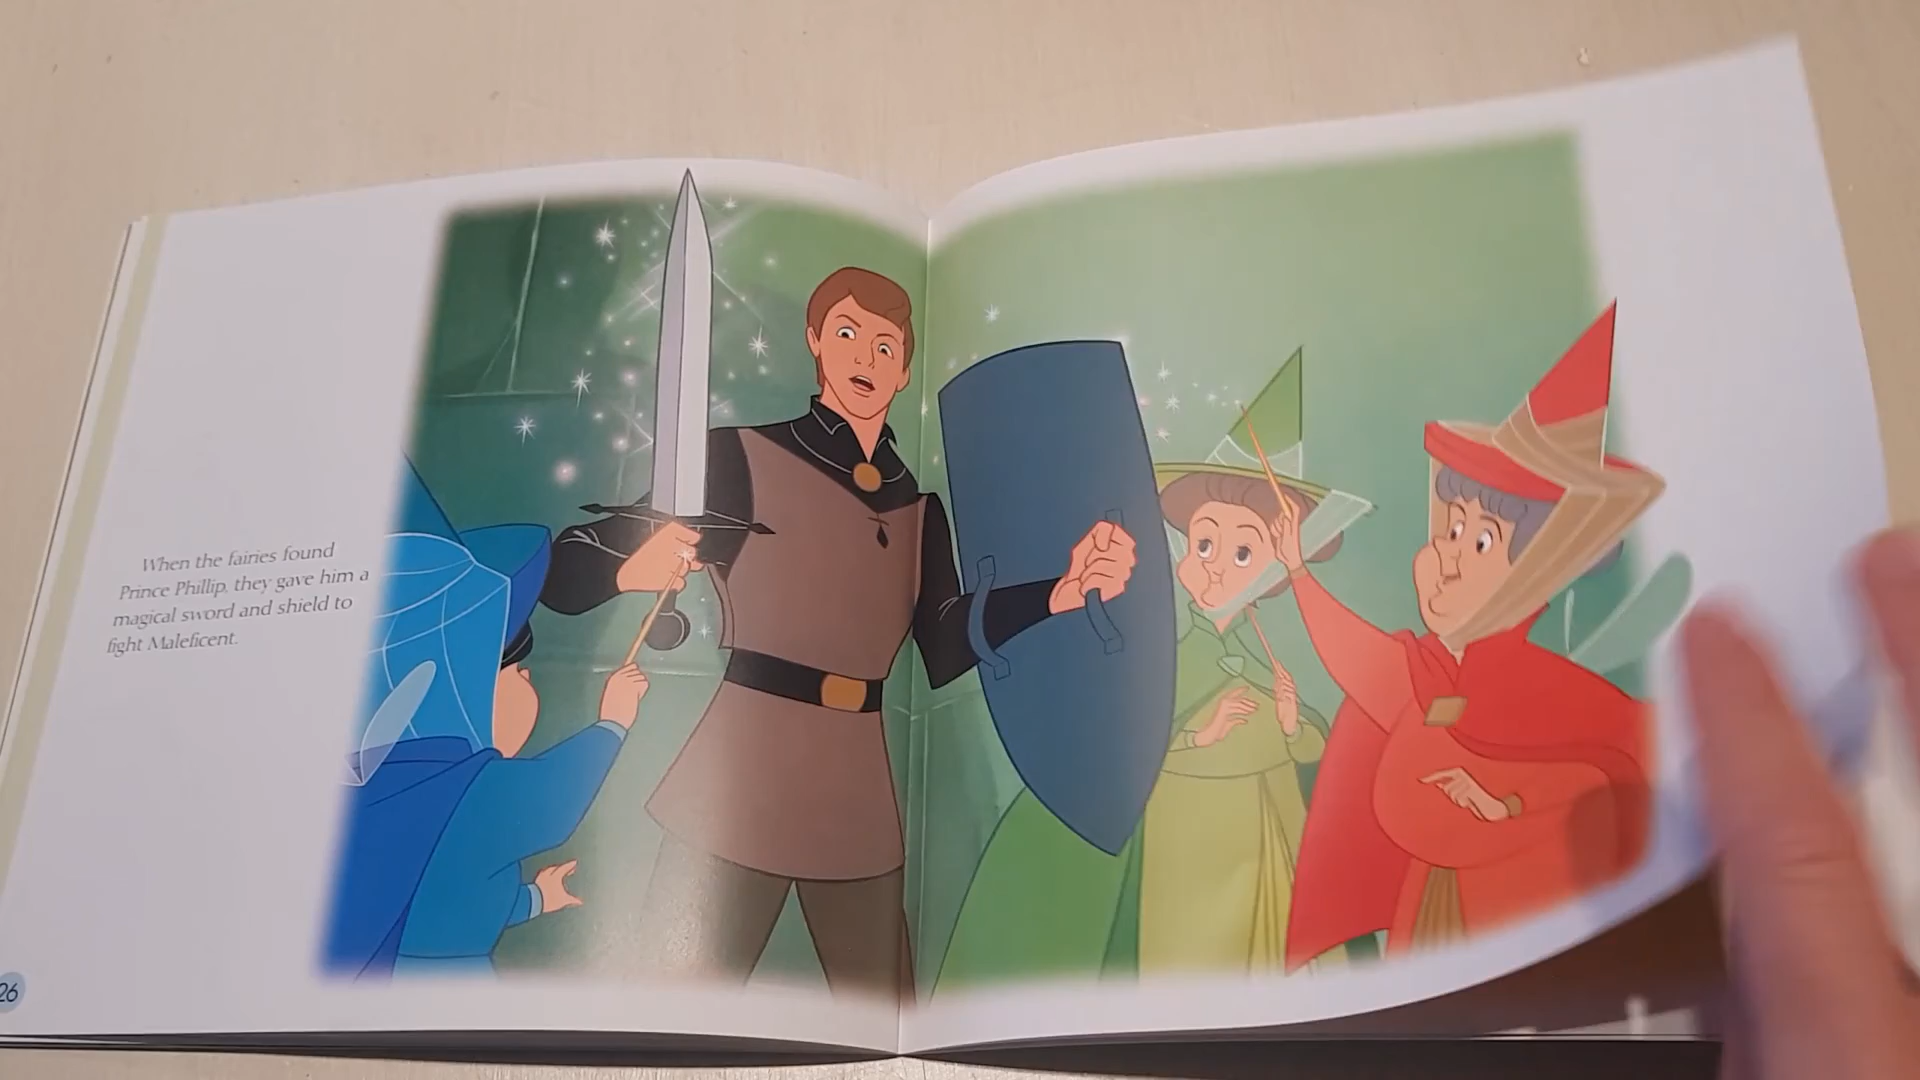 When the fairies found
Prince Phillip, they gave him a
magical sword and shield to
fight Maleficent.
26